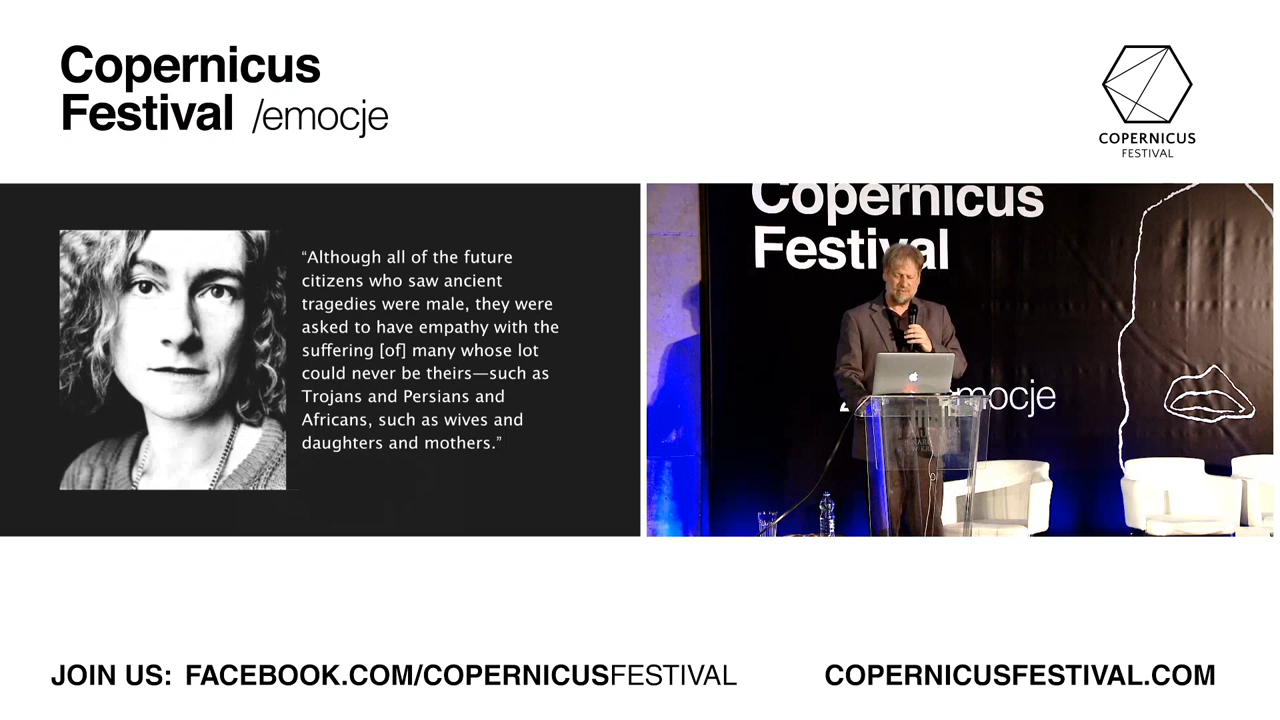 Copernicus
Festival /emocje
COPERNICUS
FESTIVAL
“Although all of the future
citizens who saw ancient
tragedies were male, they were
asked to have empathy with the
suffering [of] many whose lot
could never be theirs—such as
Trojans and Persians and
Africans, such as wives and
daughters and mothers.”
Copernicus
Festival
mocje
JOIN US: FACEBOOK.COM/COPERNICUSFESTIVAL
COPERNICUSFESTIVAL.COM